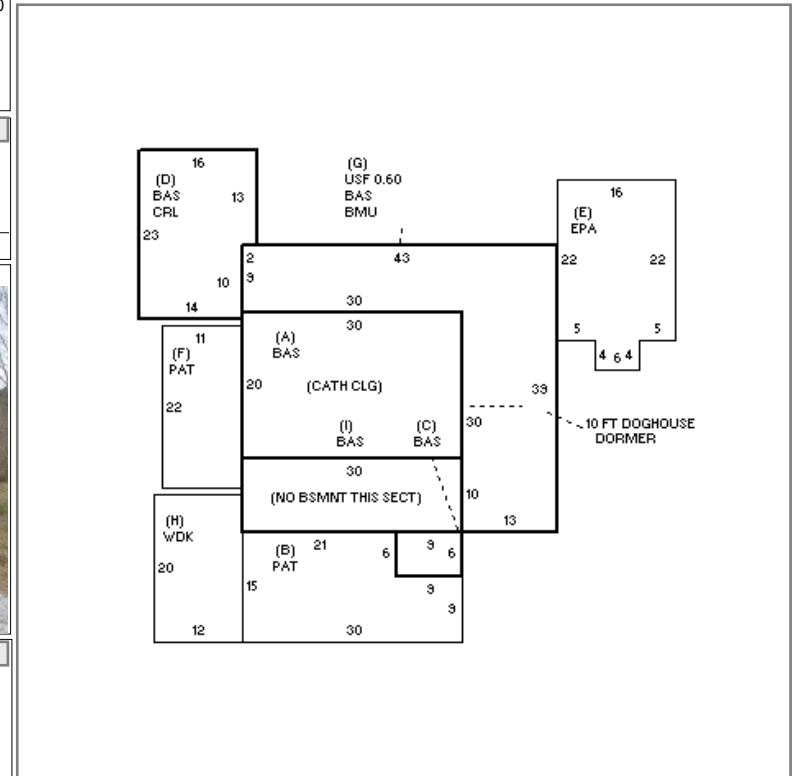 16
(D)
BAS
CRL
13
23
10
14
(G)
USF 0.60
BAS
BMU
16
(E)
EPA
22
22
5
5
4 6 4
2
43
9
30
30
(A)
BAS
20
(CATH CLG)
39
30
10 FT DOGHOUSE
DORMER
(I)
BAS
(C)
BAS
11
(F)
PAT
22
30
(NO BSMNT THIS SECT)
10
13
(H)
WDK
20
12
(B)
PAT
21
6
9
6
15
9
9
30